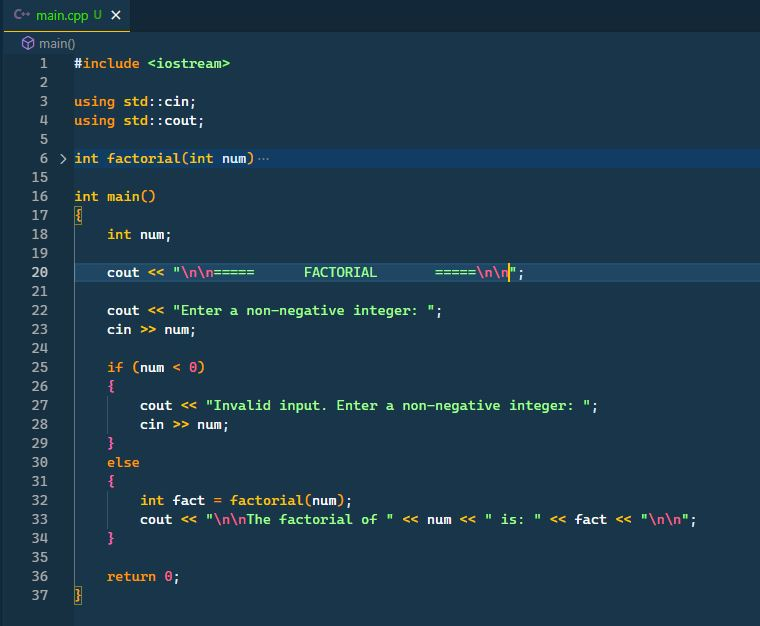 C++ main.cpp U ×
main()
1 #include <iostream>
2
3 using std::cin;
4 using std::cout;
5
6 > int factorial(int num) ···
15
16 int main()
17 {
18     int num;
19
20     cout << "\n\n=====      FACTORIAL       =====\n\n";
21
22     cout << "Enter a non-negative integer: ";
23     cin >> num;
24
25     if (num < 0)
26     {
27         cout << "Invalid input. Enter a non-negative integer: ";
28         cin >> num;
29     }
30     else
31     {
32         int fact = factorial(num);
33         cout << "\n\nThe factorial of " << num << " is: " << fact << "\n\n";
34     }
35
36     return 0;
37 }